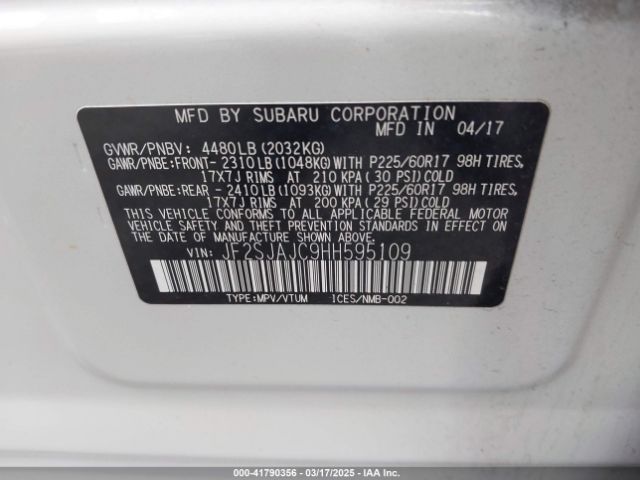 MFD BY SUBARU CORPORATION
MFD IN 04/17
GVWR/PNBV: 4480LB(2032KG)
GAWR/PNBE:FRONT- 2310LB(1048KG)WITH P225/60R17 98H TIRES,
17X7J RIMS AT 210 KPA( 30 PSI)COLD
GAWR/PNBE:REAR - 2410LB(1093KG)WITH P225/60R17 98H TIRES,
17X7J RIMS AT 200 KPA(29 PSI)COLD
THIS VEHICLE CONFORMS TO ALL APPLICABLE FEDERAL MOTOR
VEHICLE SAFETY AND THEFT PREVENTION STANDARDS IN EFFECT
ON THE DATE OF MANUFACTURE SHOWN ABOVE.
VIN: JF2SJAJC9HH595109
TYPE:MPV/VTUM ICES/NMB-002
000-41790356 - 03/17/2025 - IAA Inc.